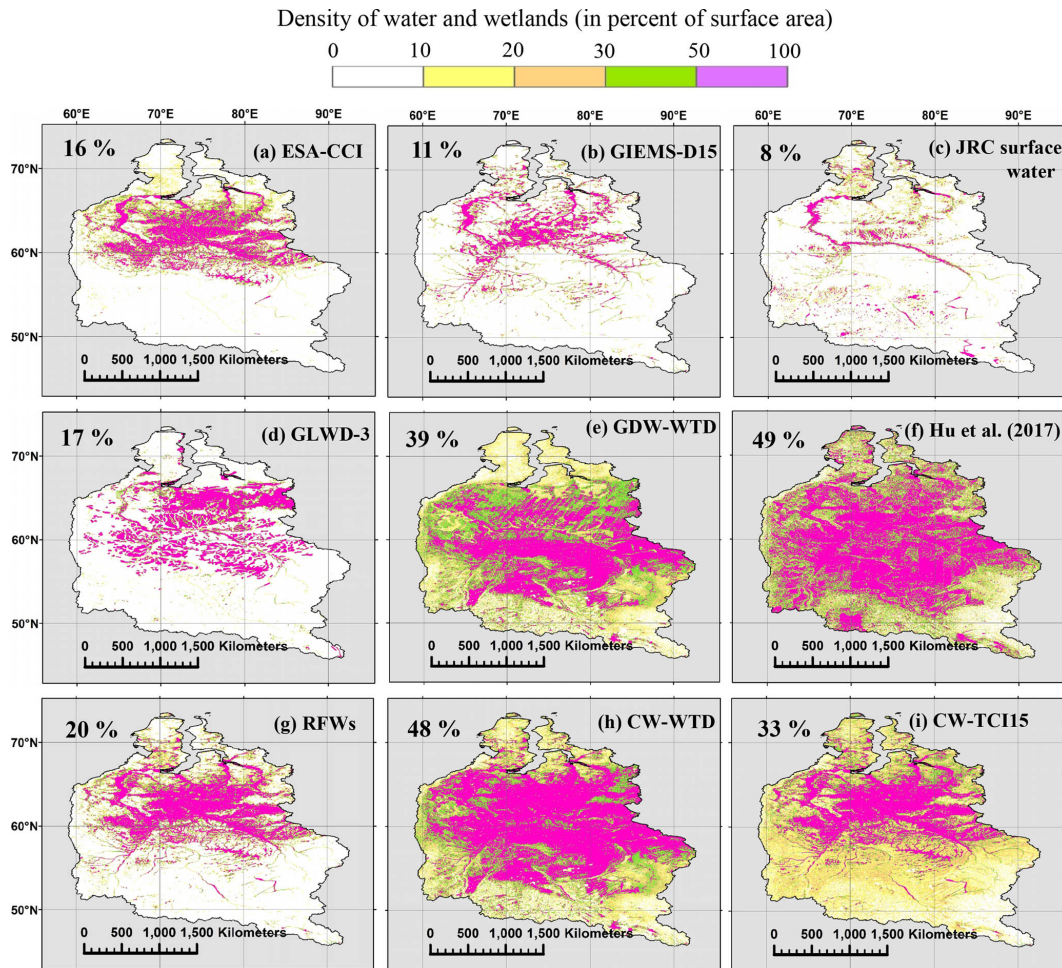 Density of water and wetlands (in percent of surface area)
0 10 20 30 50 100
60°E 70°E 80°E 90°E 60°E 70°E 80°E 90°E 60°E 70°E 80°E 90°E
16 % (a) ESA-CCI
11 % (b) GIEMS-D15
8 % (c) JRC surface
water
70°N
60°N
50°N
0 500 1,000 1,500 Kilometers
0 500 1,000 1,500 Kilometers
0 500 1,000 1,500 Kilometers
17 % (d) GLWD-3
39 % (e) GDW-WTD
49 % (f) Hu et al. (2017)
70°N
60°N
50°N
0 500 1,000 1,500 Kilometers
0 500 1,000 1,500 Kilometers
0 500 1,000 1,500 Kilometers
20 % (g) RFWs
48 % (h) CW-WTD
33 % (i) CW-TCI15
70°N
60°N
50°N
0 500 1,000 1,500 Kilometers
0 500 1,000 1,500 Kilometers
0 500 1,000 1,500 Kilometers